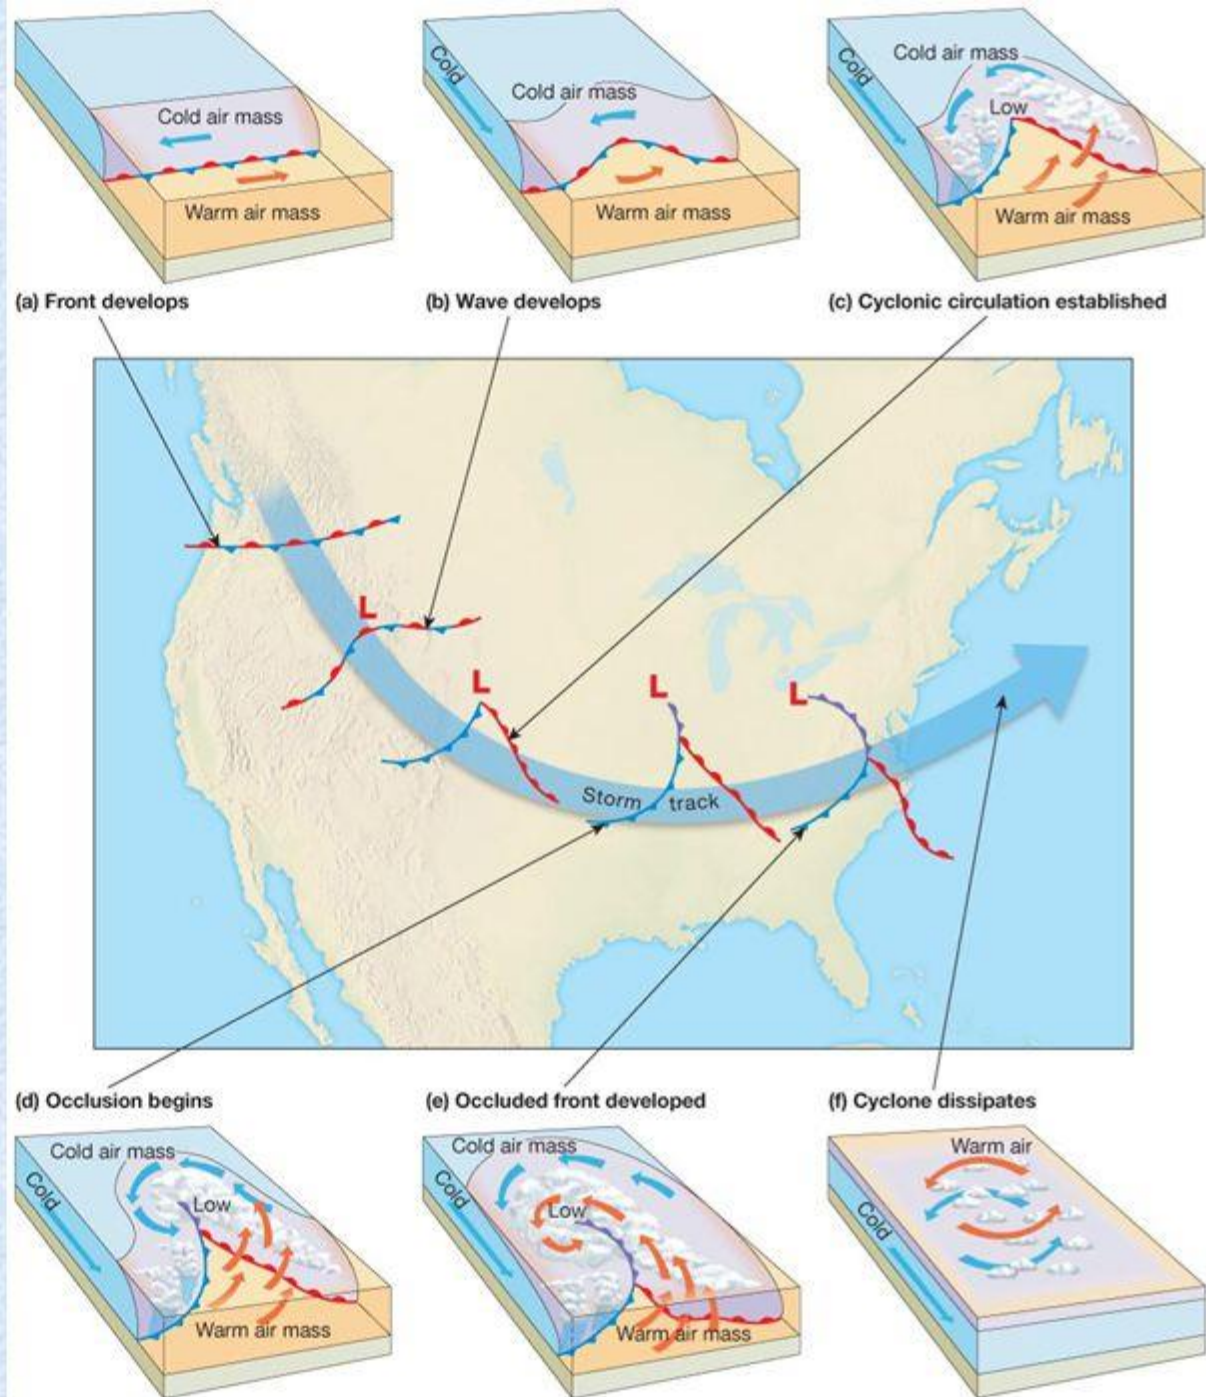 Cold air mass
Warm air mass
(a) Front develops
Cold
Cold air mass
Warm air mass
(b) Wave develops
Cold
Cold air mass
Low
Warm air mass
(c) Cyclonic circulation established
L
L
L
L
Storm track
(d) Occlusion begins
Cold air mass
Cold
Low
Warm air mass
(e) Occluded front developed
Cold air mass
Cold
Low
Warm air mass
(f) Cyclone dissipates
Warm air
Cold